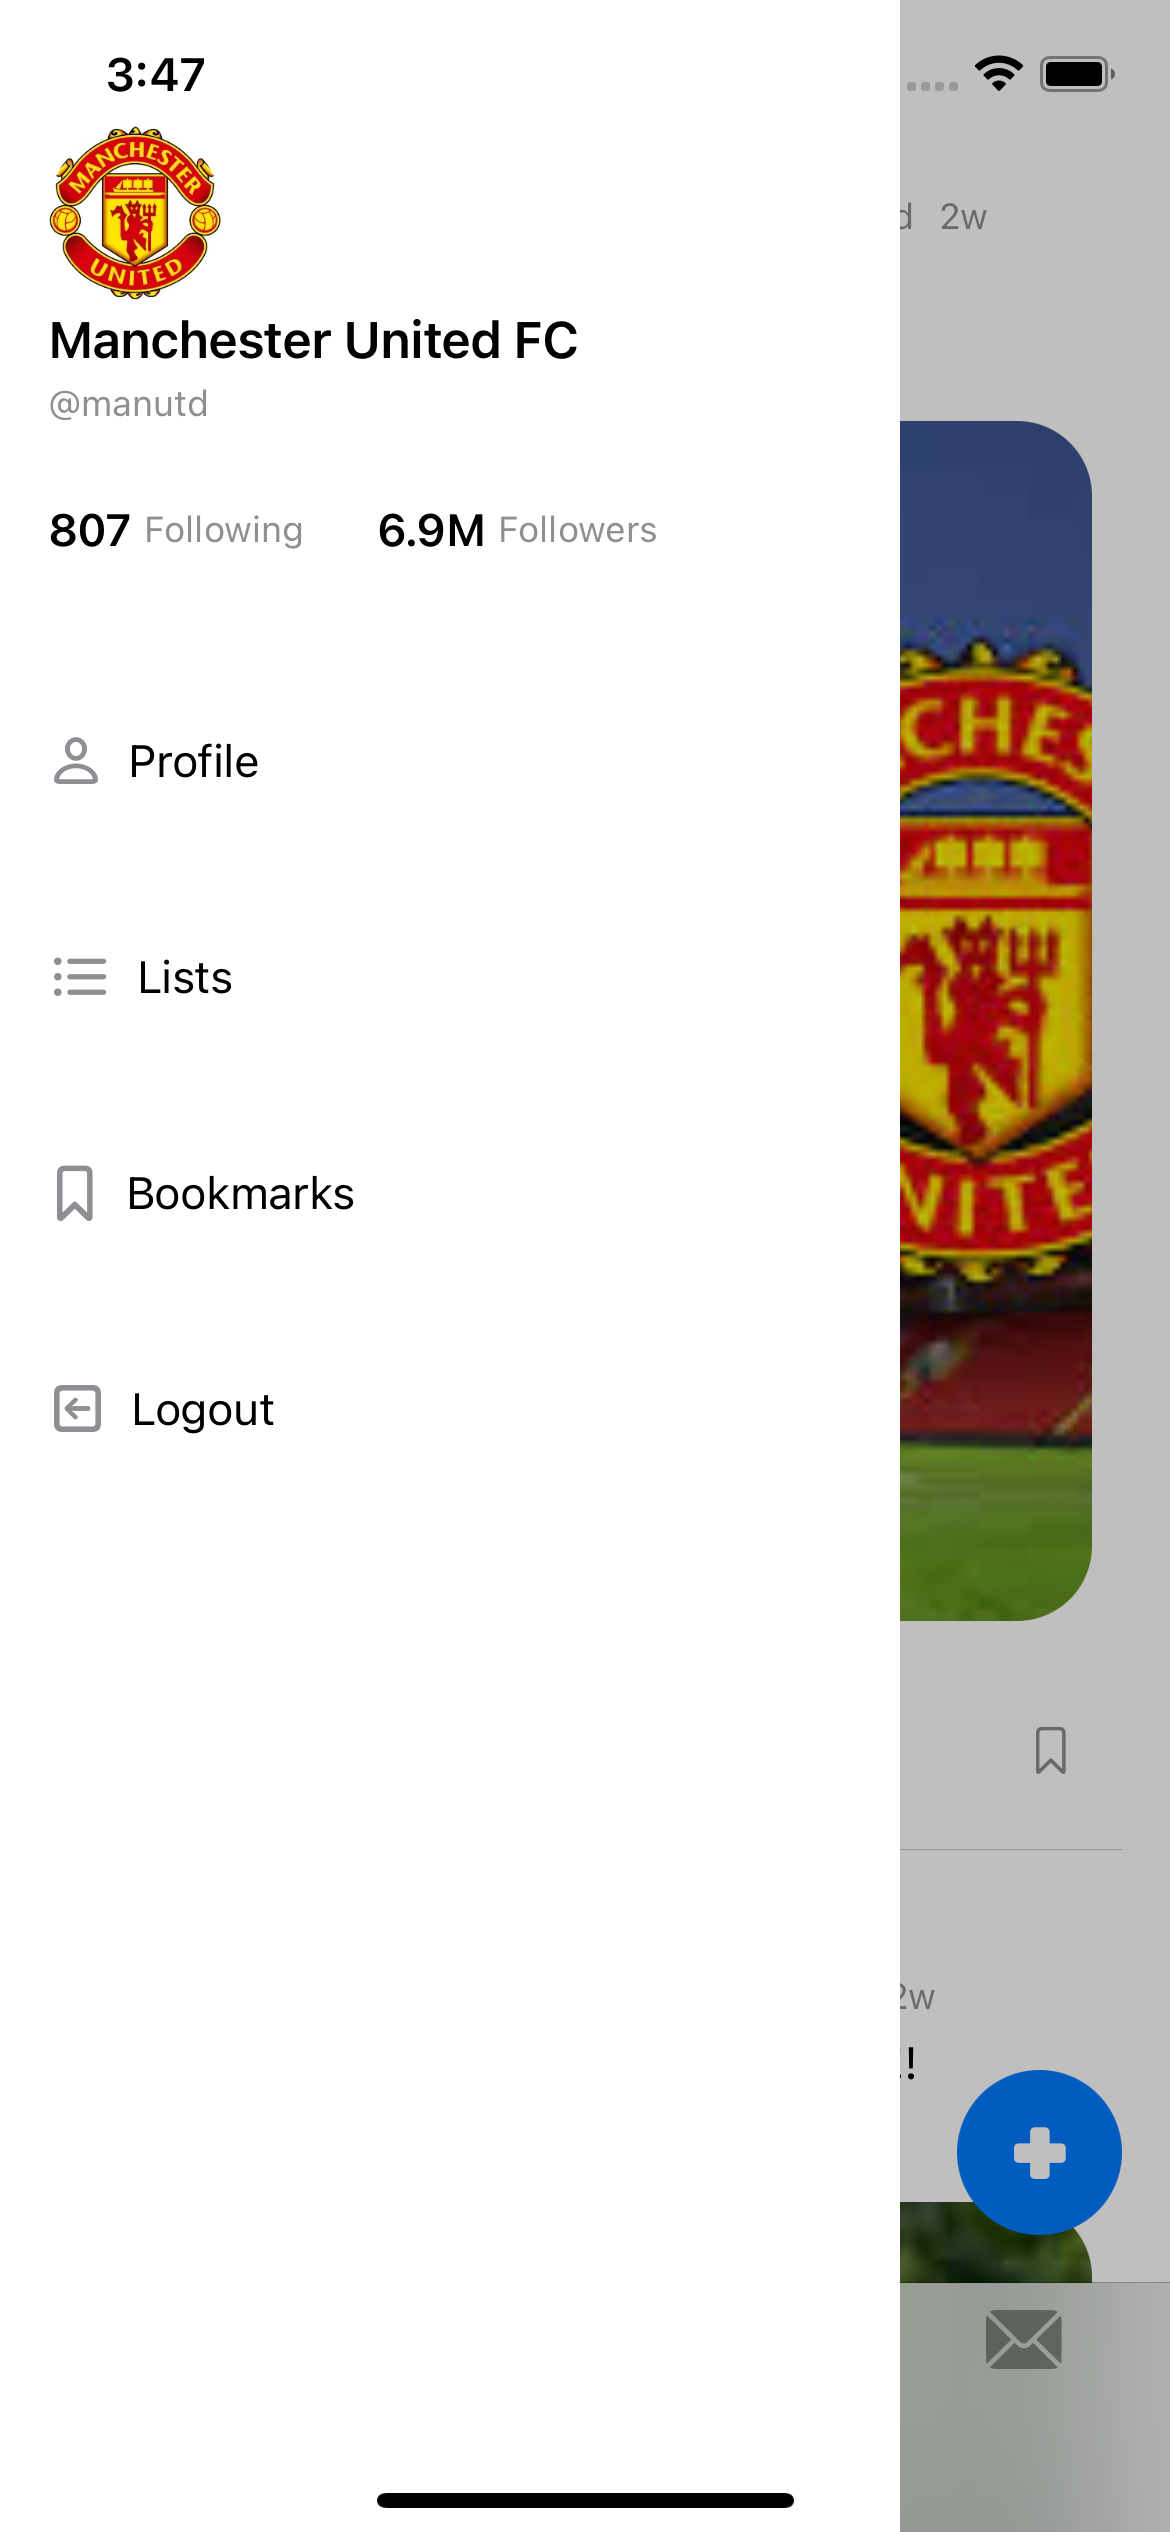 3:47
MANCHESTER
UNITED
d 2w
Manchester United FC
@manutd
807 Following 6.9M Followers
CHES
Profile
Lists
NITE
Bookmarks
Logout
2w
!